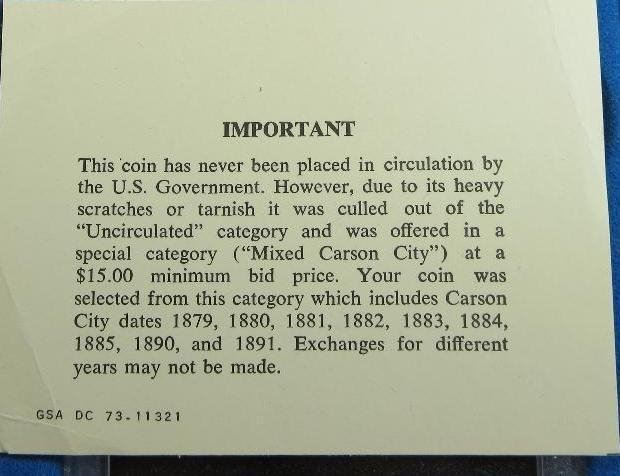 IMPORTANT
This coin has never been placed in circulation by
the U.S. Government. However, due to its heavy
scratches or tarnish it was culled out of the
“Uncirculated” category and was offered in a
special category (“Mixed Carson City”) at a
$15.00 minimum bid price. Your coin was
selected from this category which includes Carson
City dates 1879, 1880, 1881, 1882, 1883, 1884,
1885, 1890, and 1891. Exchanges for different
years may not be made.
GSA DC 73-11321